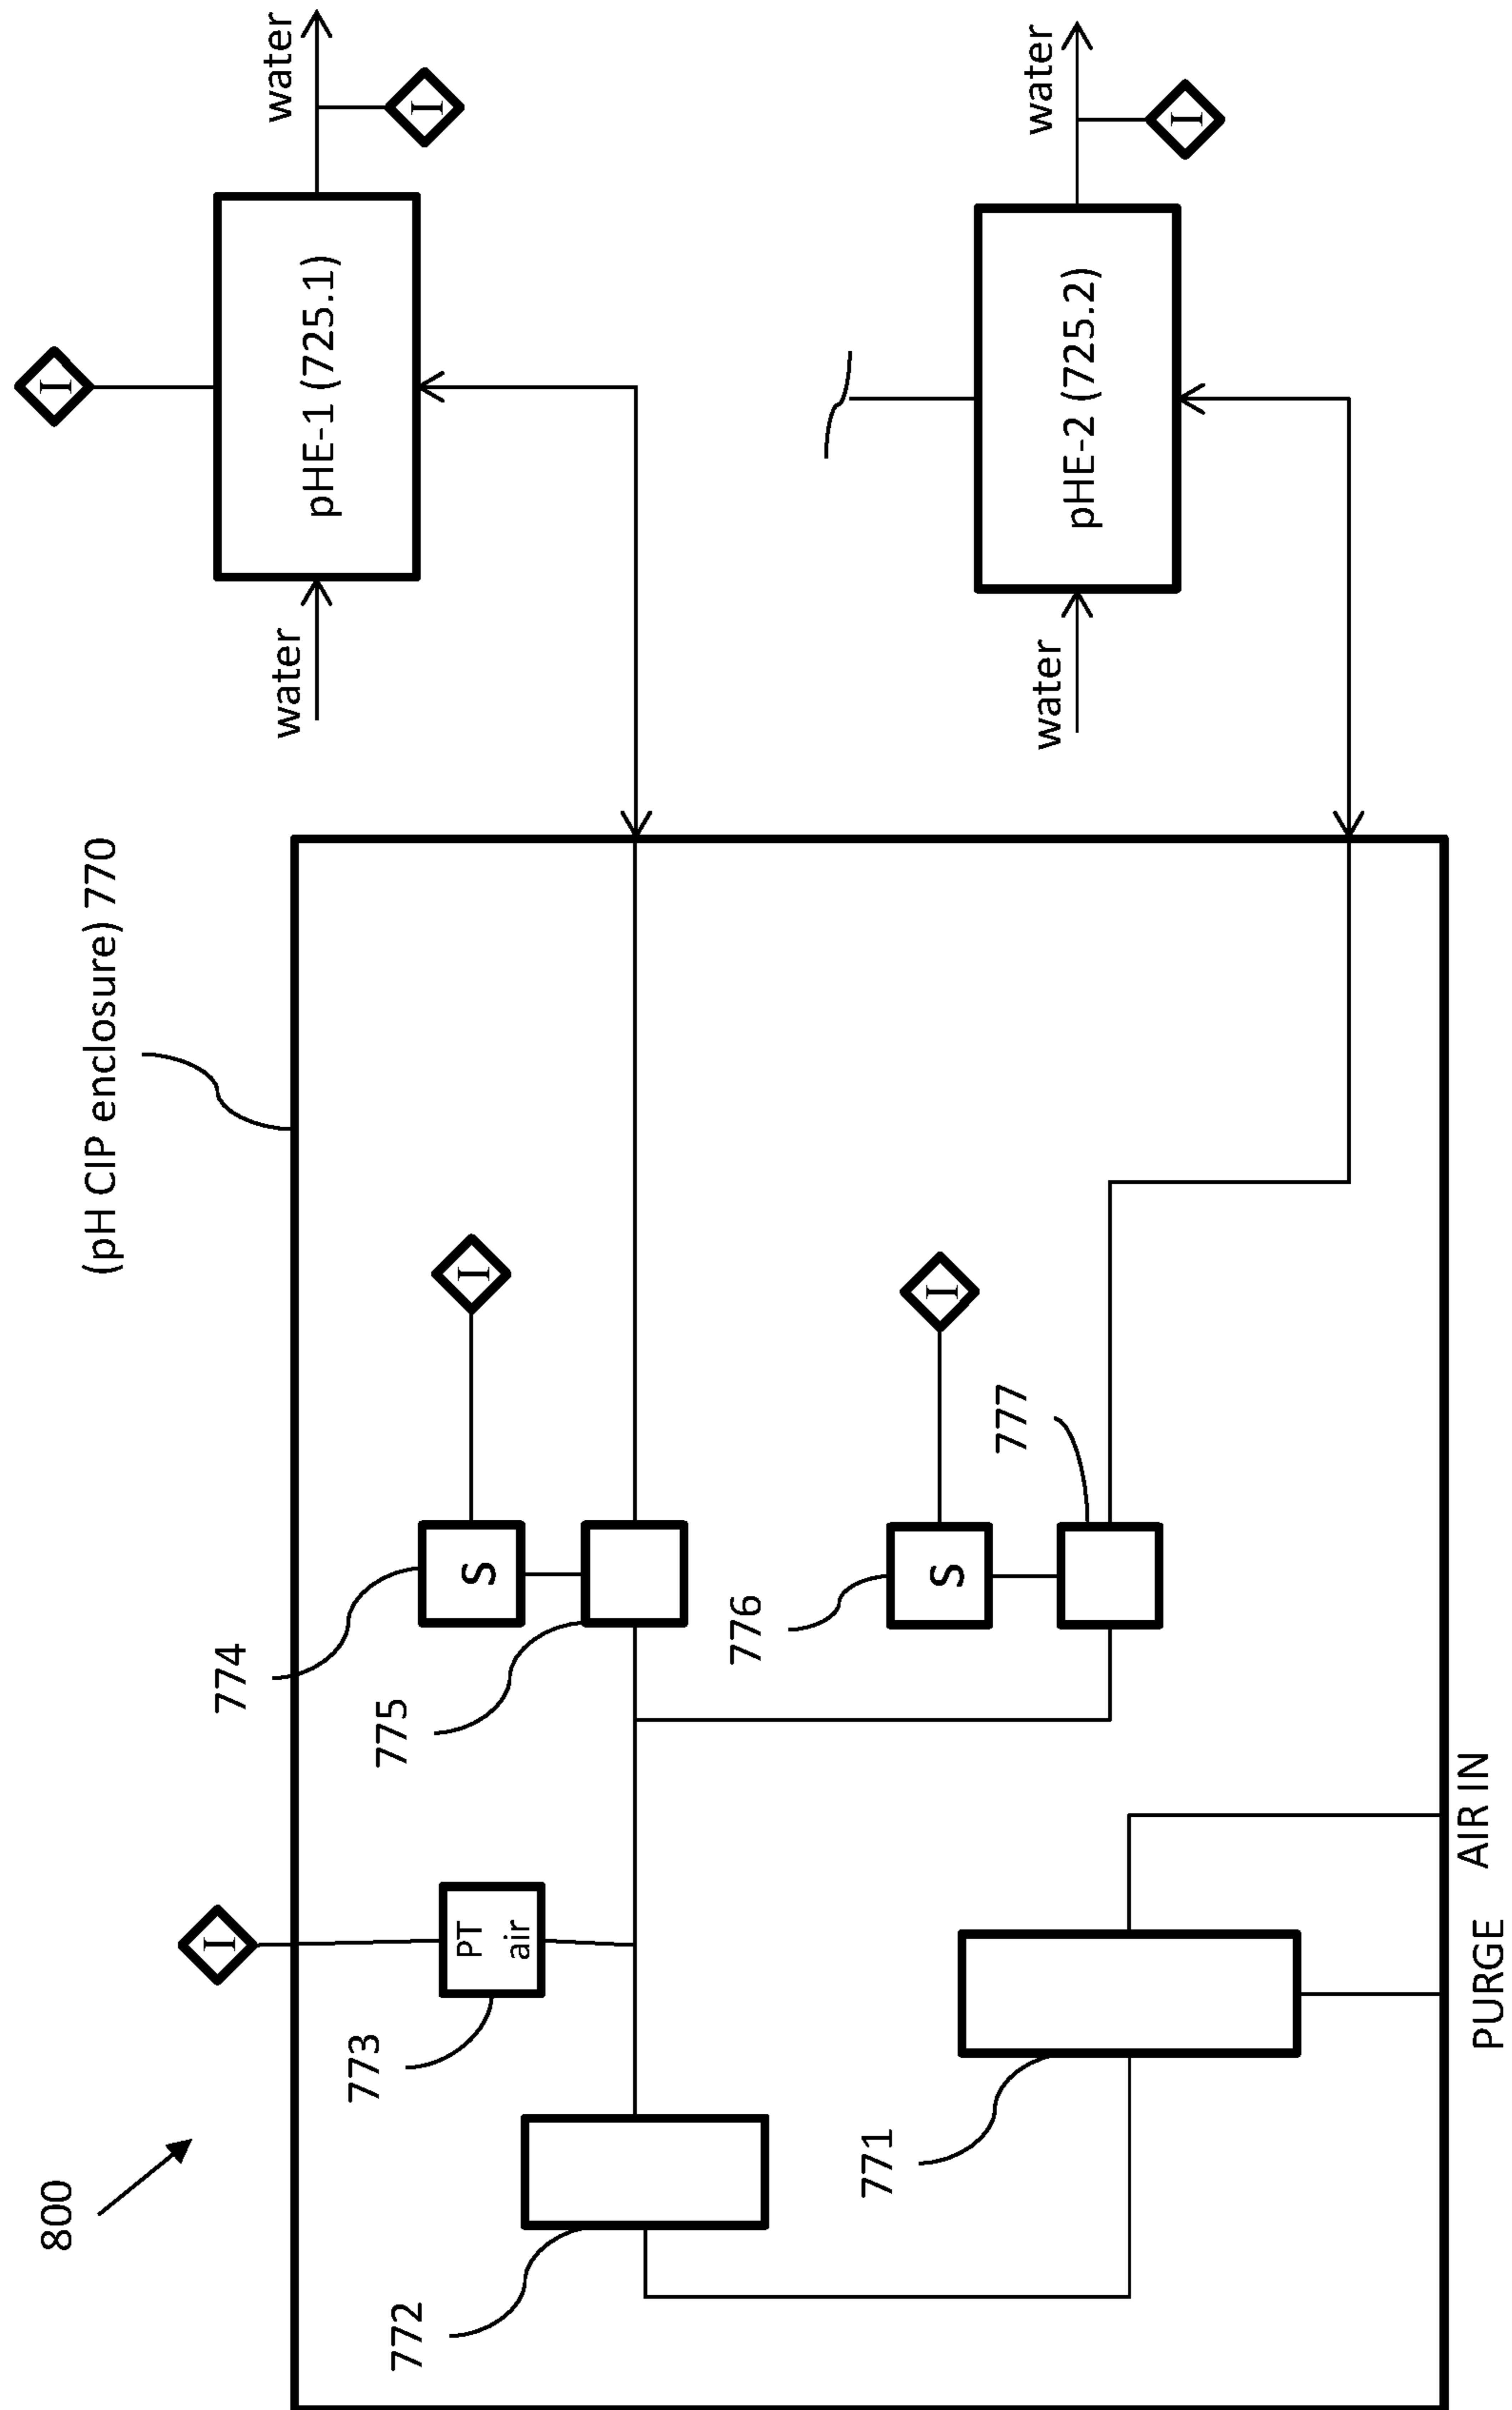 800
(pH CIP enclosure) 770
772
773
PT
air
I
774
S
I
775
776
S
I
777
771
PURGE
AIR IN
water
pHE-1 (725.1)
I
water
I
water
pHE-2 (725.2)
water
I